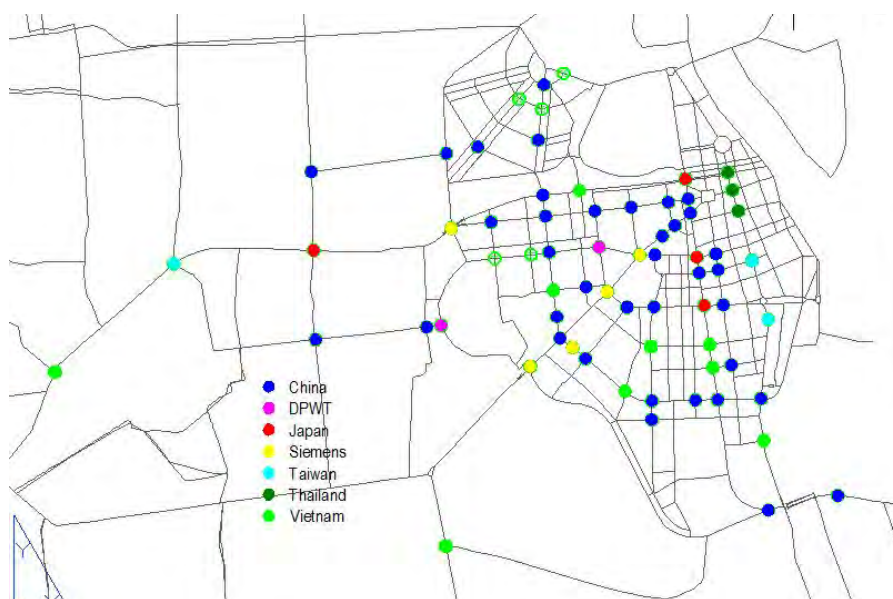 China
DPWT
Japan
Siemens
Taiwan
Thailand
Vietnam